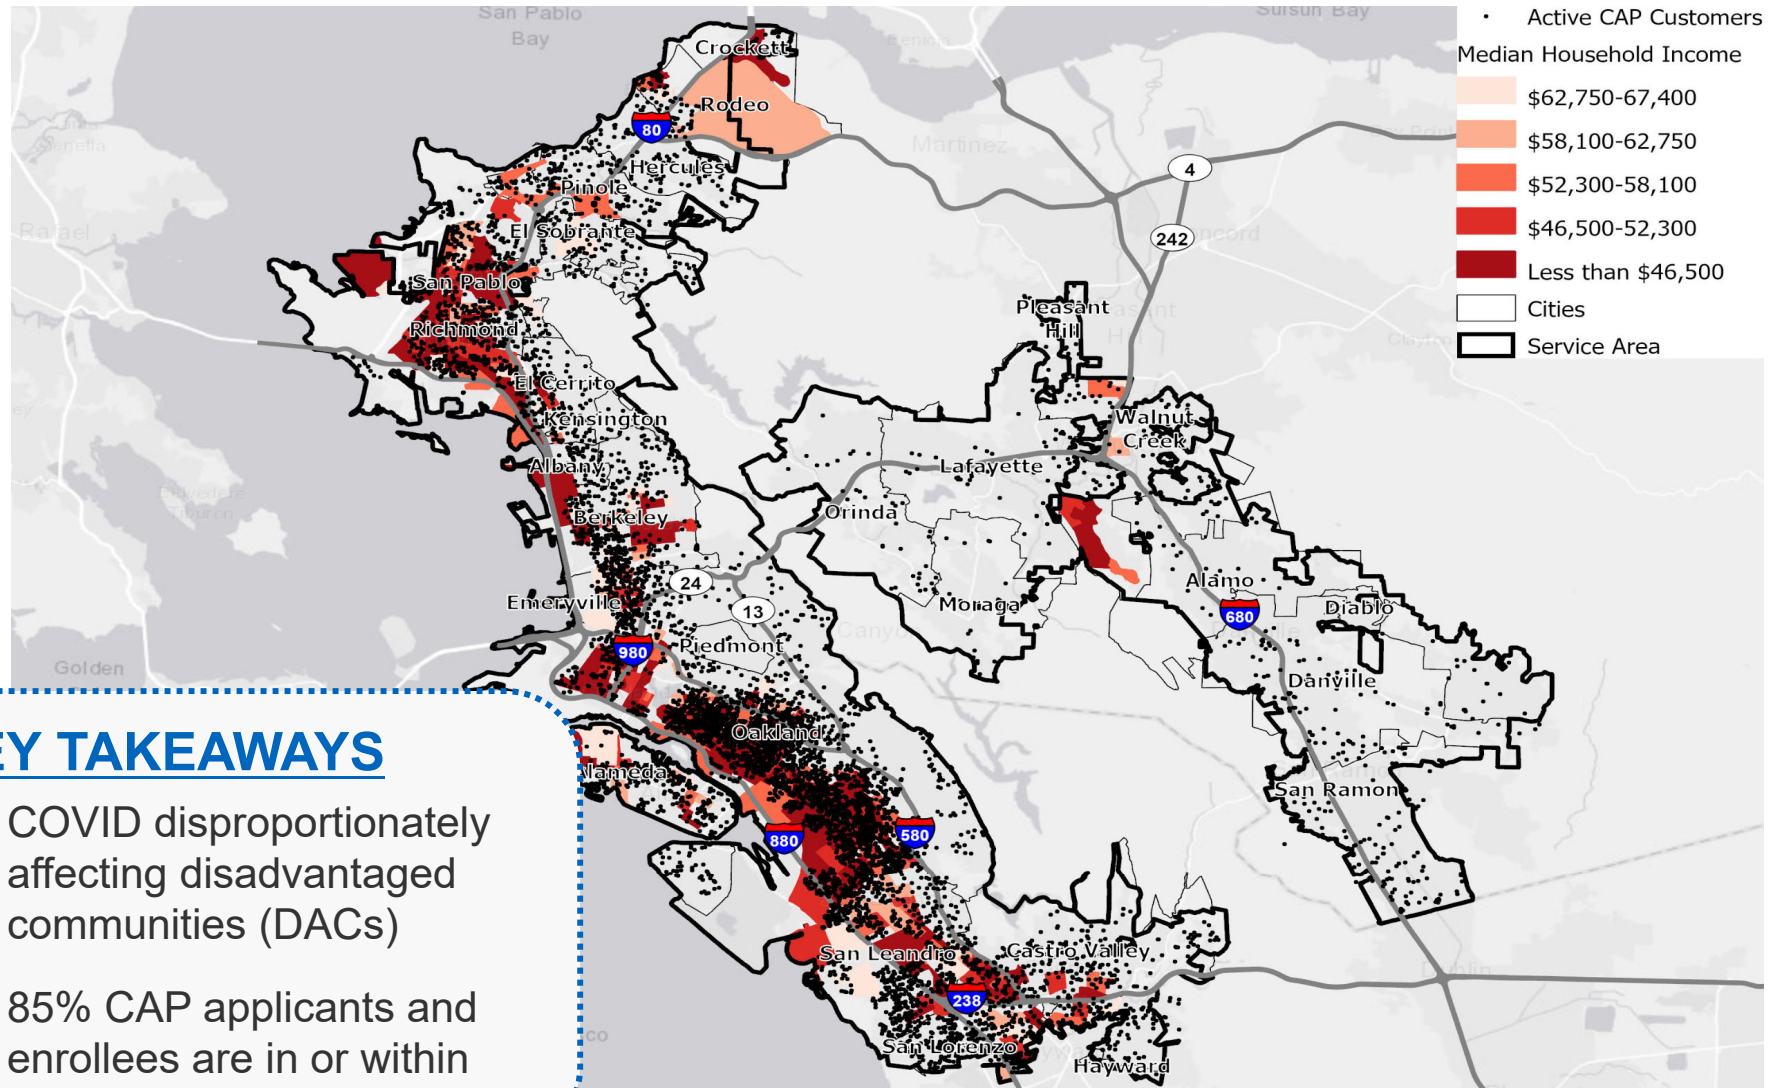 San Pablo
Bay
Suisun Bay
Benicia
Active CAP Customers
Median Household Income
$62,750-67,400
$58,100-62,750
$52,300-58,100
$46,500-52,300
Less than $46,500
Cities
Service Area
Crockett
Rodeo
80
Martinez
Hercules
Pinole
4
El Sobrante
242
San Pablo
Richmond
Pleasant
Hill
El Cerrito
Kensington
Walnut
Creek
Albany
Lafayette
Berkeley
Orinda
24
Emeryville
13
Moraga
Alamo
Diablo
680
980
Piedmont
Golden
Danville
Oakland
Alameda
San Ramon
880
580
San Leandro
Castro Valley
238
San Lorenzo
Hayward
Dublin
EY TAKEAWAYS
COVID disproportionately
affecting disadvantaged
communities (DACs)
85% CAP applicants and
enrollees are in or within